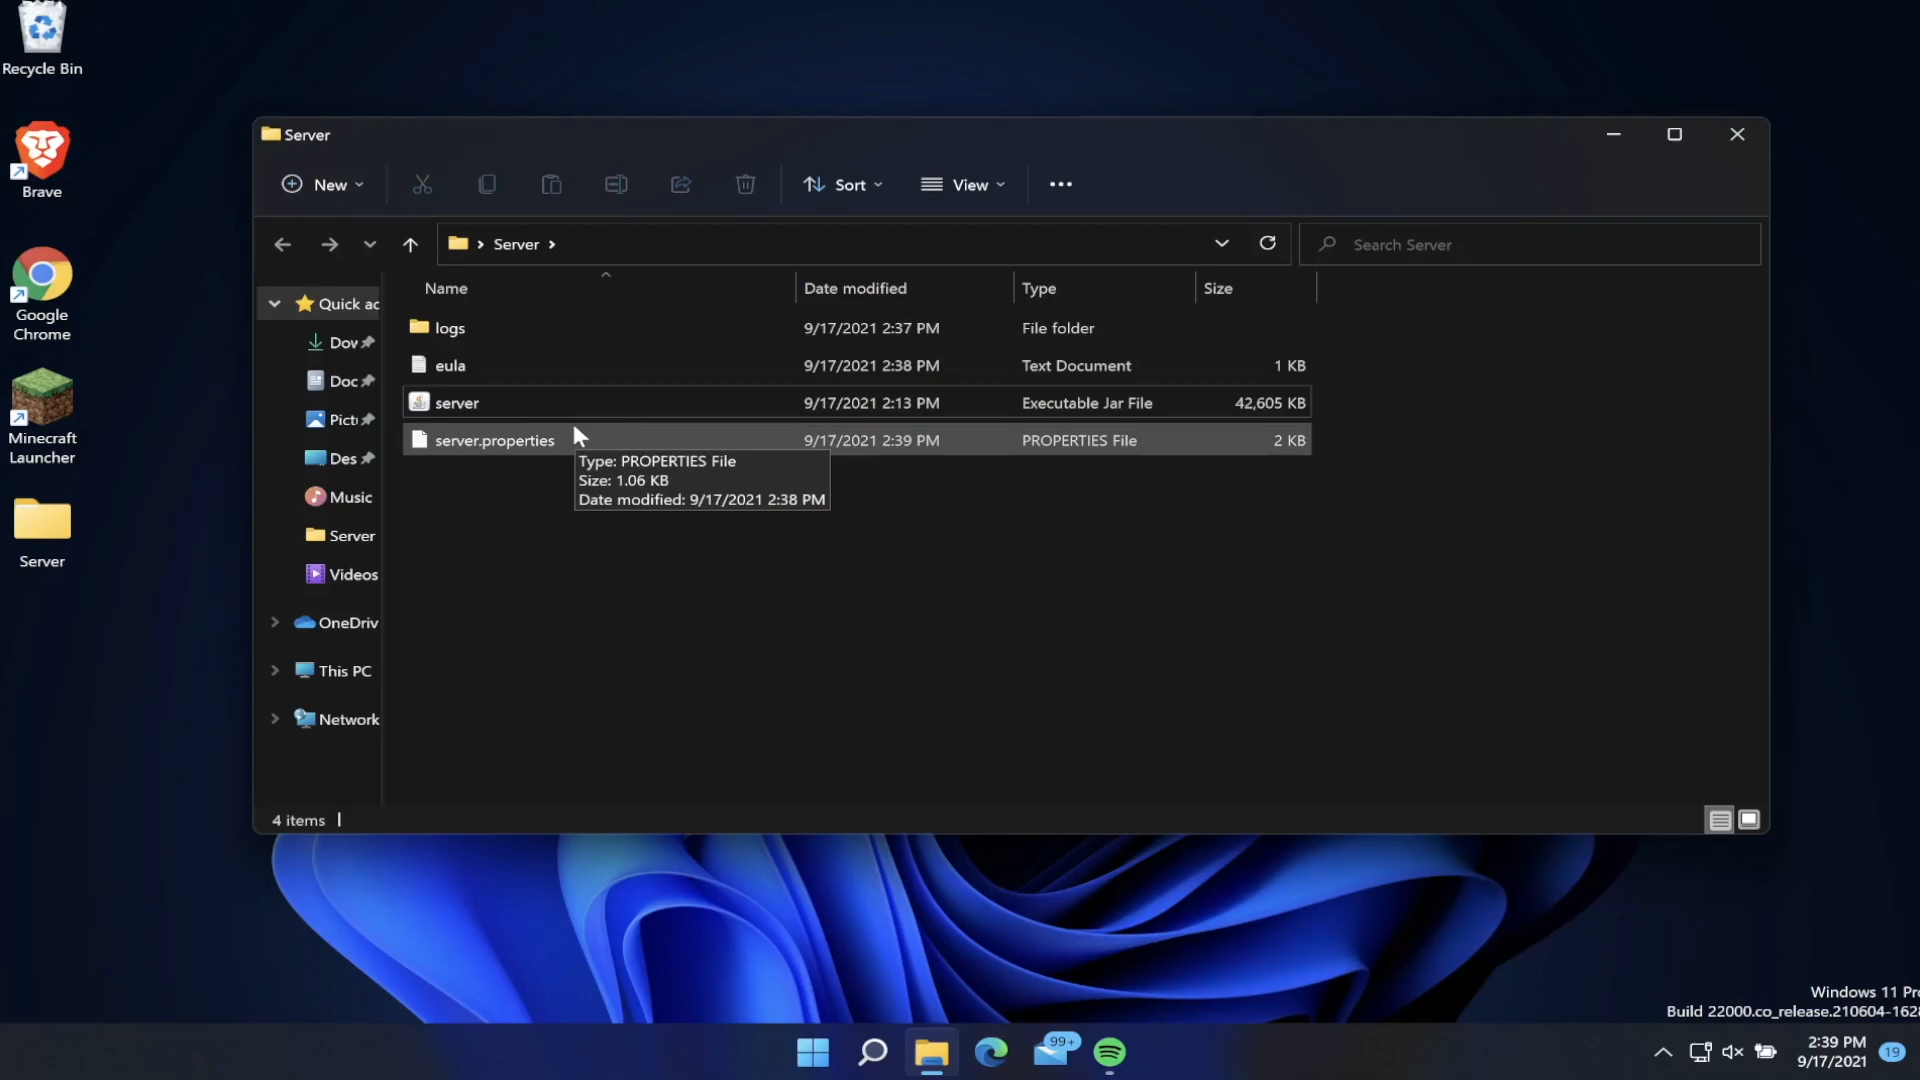 Recycle Bin
Brave
Google
Chrome
Minecraft
Launcher
Server
Server
New
Sort
View
Server
Search Server
Name
Date modified
Type
Size
logs
9/17/2021 2:37 PM
File folder
eula
9/17/2021 2:38 PM
Text Document
1 KB
server
9/17/2021 2:13 PM
Executable Jar File
42,605 KB
server.properties
9/17/2021 2:39 PM
PROPERTIES File
2 KB
Type: PROPERTIES File
Size: 1.06 KB
Date modified: 9/17/2021 2:38 PM
Quick ac
Dov
Doc
Pict
Des
Music
Server
Videos
OneDriv
This PC
Network
4 items
Windows 11 Pro
Build 22000.co_release.210604-1628
99+
2:39 PM
9/17/2021
19